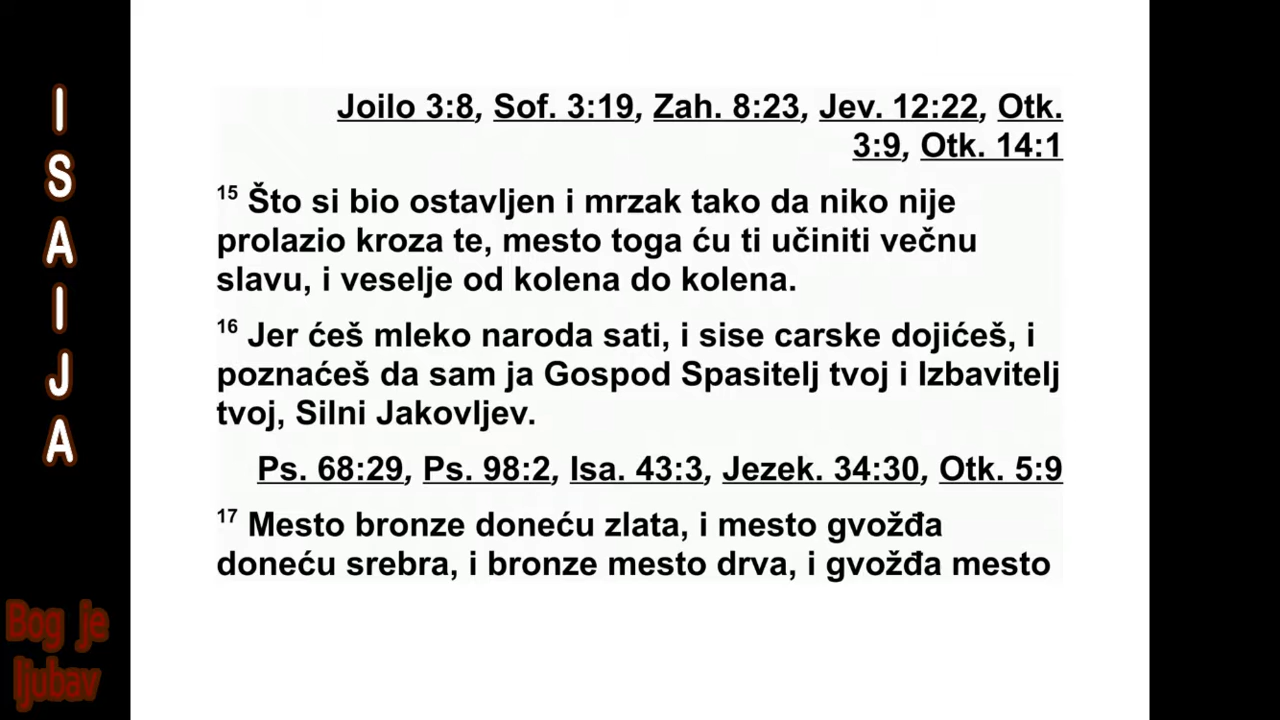 ISAIJA
Joilo 3:8, Sof. 3:19, Zah. 8:23, Jev. 12:22, Otk.
3:9, Otk. 14:1
15 Što si bio ostavljen i mrzak tako da niko nije
prolazio kroza te, mesto toga ću ti učiniti večnu
slavu, i veselje od kolena do kolena.
16 Jer ćeš mleko naroda sati, i sise carske dojićeš, i
poznaćeš da sam ja Gospod Spasitelj tvoj i Izbavitelj
tvoj, Silni Jakovljev.
Ps. 68:29, Ps. 98:2, Isa. 43:3, Jezek. 34:30, Otk. 5:9
17 Mesto bronze doneću zlata, i mesto gvožđa
doneću srebra, i bronze mesto drva, i gvožđa mesto
Bog je
ljubav